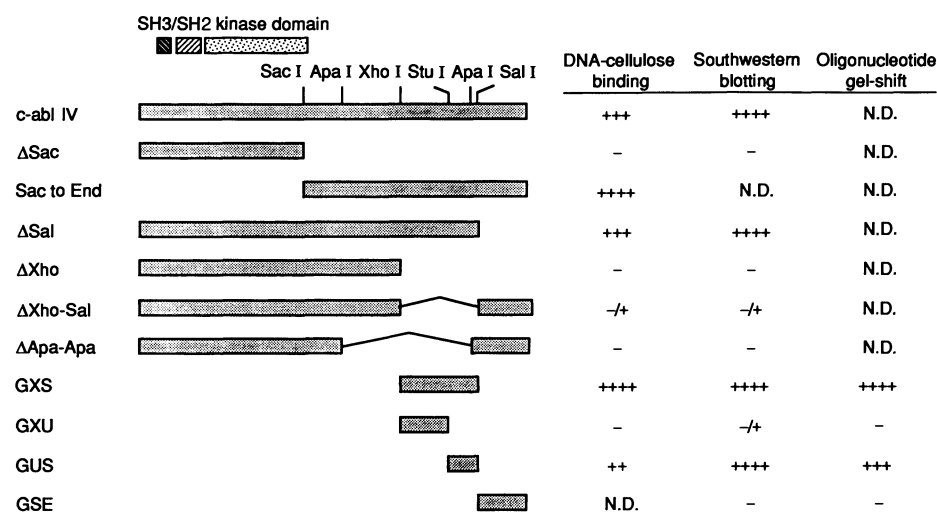 SH3/SH2 kinase domain
Sac I Apa I Xho I Stu I Apa I Sal I
DNA-cellulose binding
Southwestern blotting
Oligonucleotide gel-shift
c-abl IV +++ ++++ N.D.
ΔSac – – N.D.
Sac to End ++++ N.D. N.D.
ΔSal +++ ++++ N.D.
ΔXho – – N.D.
ΔXho-Sal –/+ –/+ N.D.
ΔApa-Apa – – N.D.
GXS ++++ ++++ ++++
GXU – –/+ –
GUS ++ ++++ +++
GSE N.D. – –